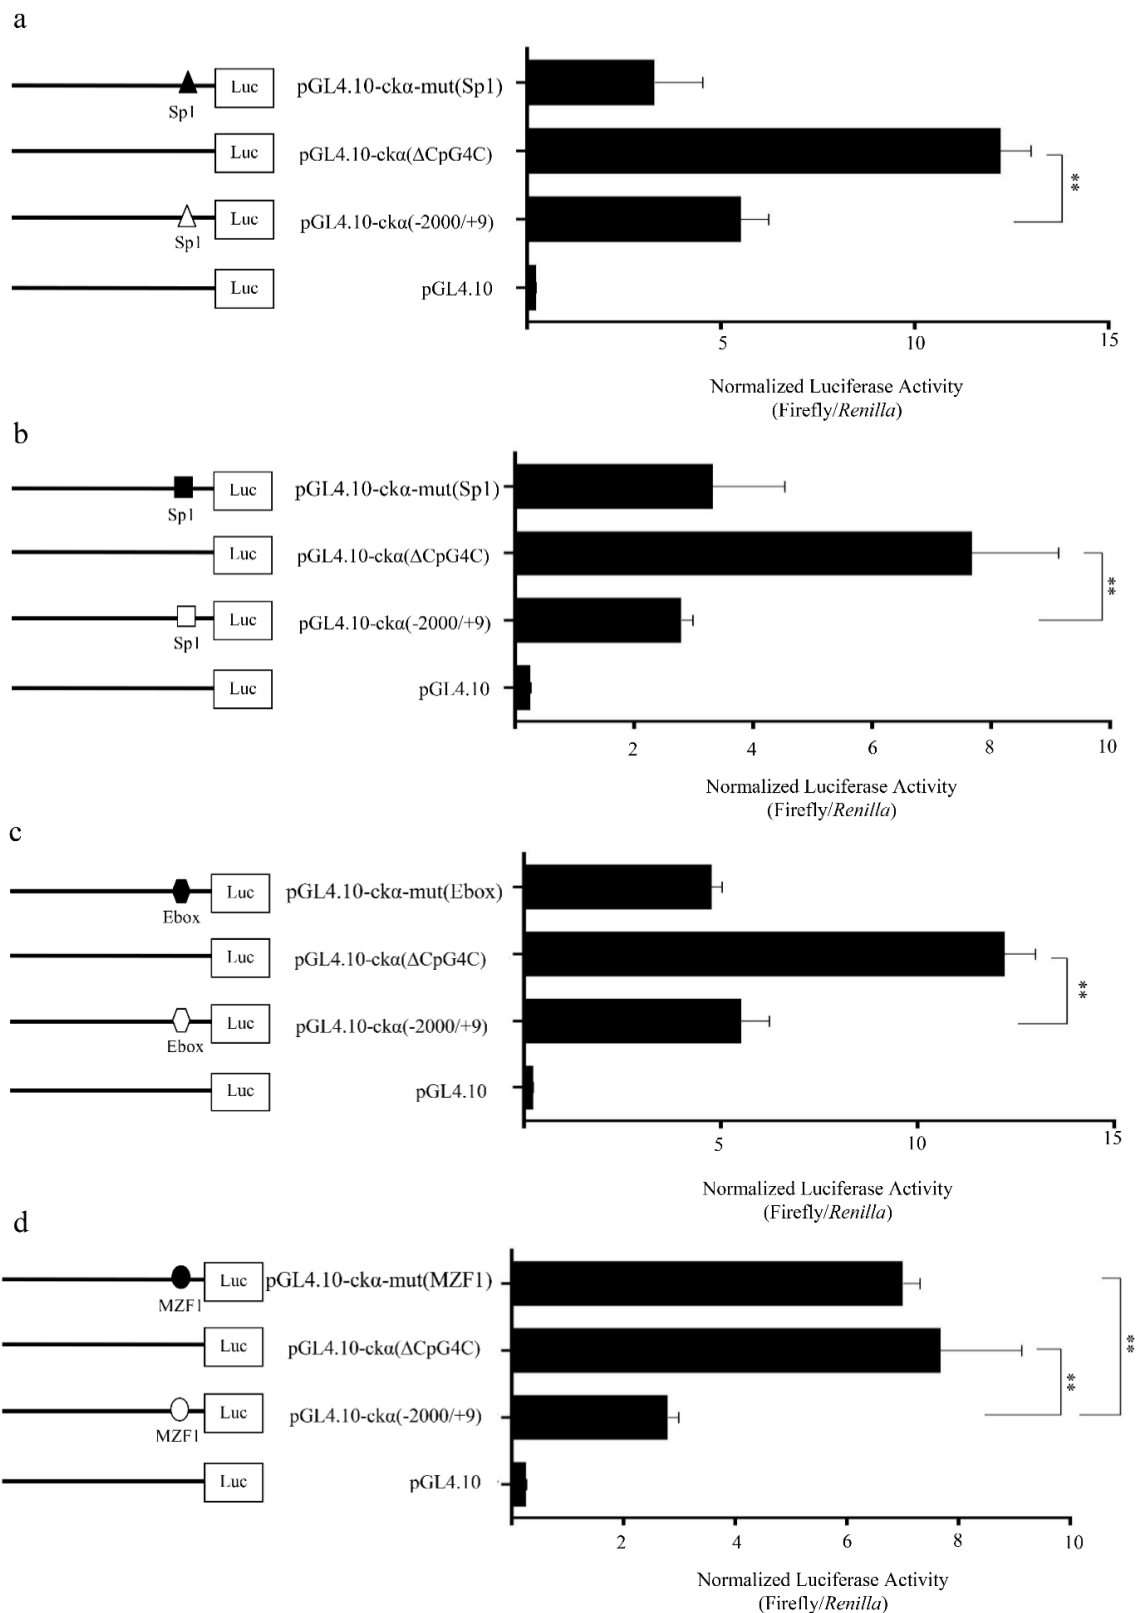 a
Luc pGL4.10-ckα-mut(Sp1)
Sp1
Luc pGL4.10-ckα(ΔCpG4C)
**
Luc pGL4.10-ckα(-2000/+9)
Sp1
Luc pGL4.10
5 10 15
Normalized Luciferase Activity
(Firefly/Renilla)
b
Luc pGL4.10-ckα-mut(Sp1)
Sp1
Luc pGL4.10-ckα(ΔCpG4C)
**
Luc pGL4.10-ckα(-2000/+9)
Sp1
Luc pGL4.10
2 4 6 8 10
Normalized Luciferase Activity
(Firefly/Renilla)
c
Luc pGL4.10-ckα-mut(Ebox)
Ebox
Luc pGL4.10-ckα(ΔCpG4C)
**
Luc pGL4.10-ckα(-2000/+9)
Ebox
Luc pGL4.10
5 10 15
Normalized Luciferase Activity
(Firefly/Renilla)
d
Luc pGL4.10-ckα-mut(MZF1)
MZF1
**
Luc pGL4.10-ckα(ΔCpG4C)
**
Luc pGL4.10-ckα(-2000/+9)
MZF1
Luc pGL4.10
2 4 6 8 10
Normalized Luciferase Activity
(Firefly/Renilla)